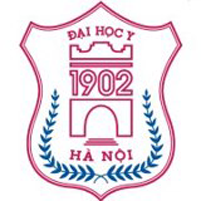 ĐẠI HỌC Y
1902
HÀ NỘI